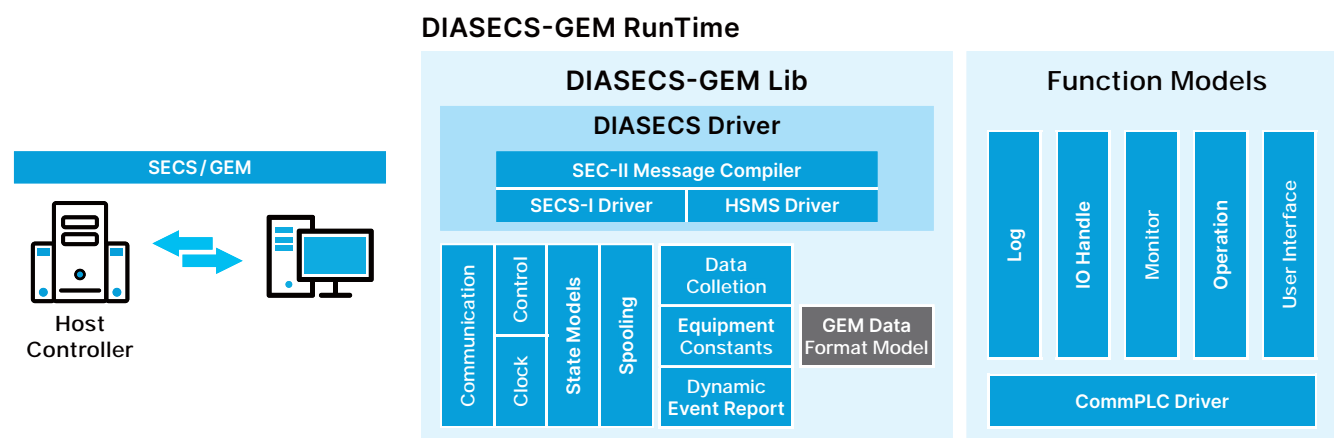 DIASECS-GEM RunTime
SECS/GEM
Host
Controller
DIASECS-GEM Lib
DIASECS Driver
SEC-II Message Compiler
SECS-I Driver
HSMS Driver
Communication
Control
Clock
State Models
Spooling
Data
Colletion
Equipment
Constants
Dynamic
Event Report
GEM Data
Format Model
Function Models
Log
IO Handle
Monitor
Operation
User Interface
CommPLC Driver